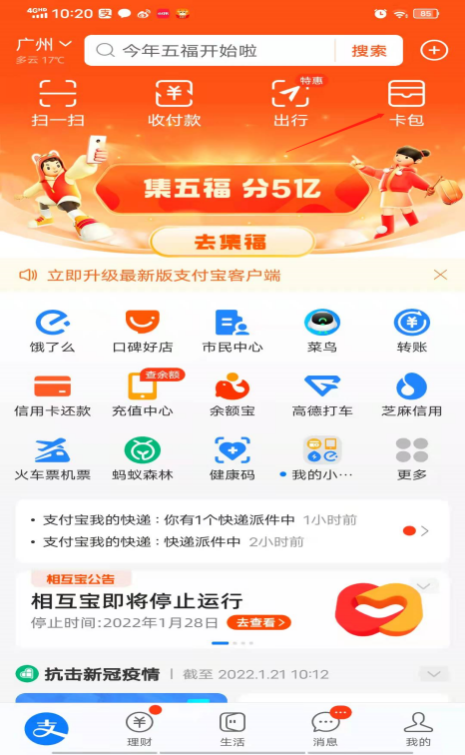 4G HD 10:20 支 85
广州
多云 17℃
今年五福开始啦 搜索
特惠
扫一扫 收付款 出行 卡包
集五福 分5亿
去集福
立即升级最新版支付宝客户端
饿了么 口碑好店 市民中心 菜鸟 转账
查余额
信用卡还款 充值中心 余额宝 高德打车 芝麻信用
火车票机票 蚂蚁森林 健康码 我的小… 更多
支付宝我的快递：你有1个快递派件中 1小时前
支付宝我的快递：快递派件中 2小时前
相互宝公告
相互宝即将停止运行
停止时间:2022年1月28日 去查看>
抗击新冠疫情 | 截至 2022.1.21 10:12
支 理财 生活 消息 我的